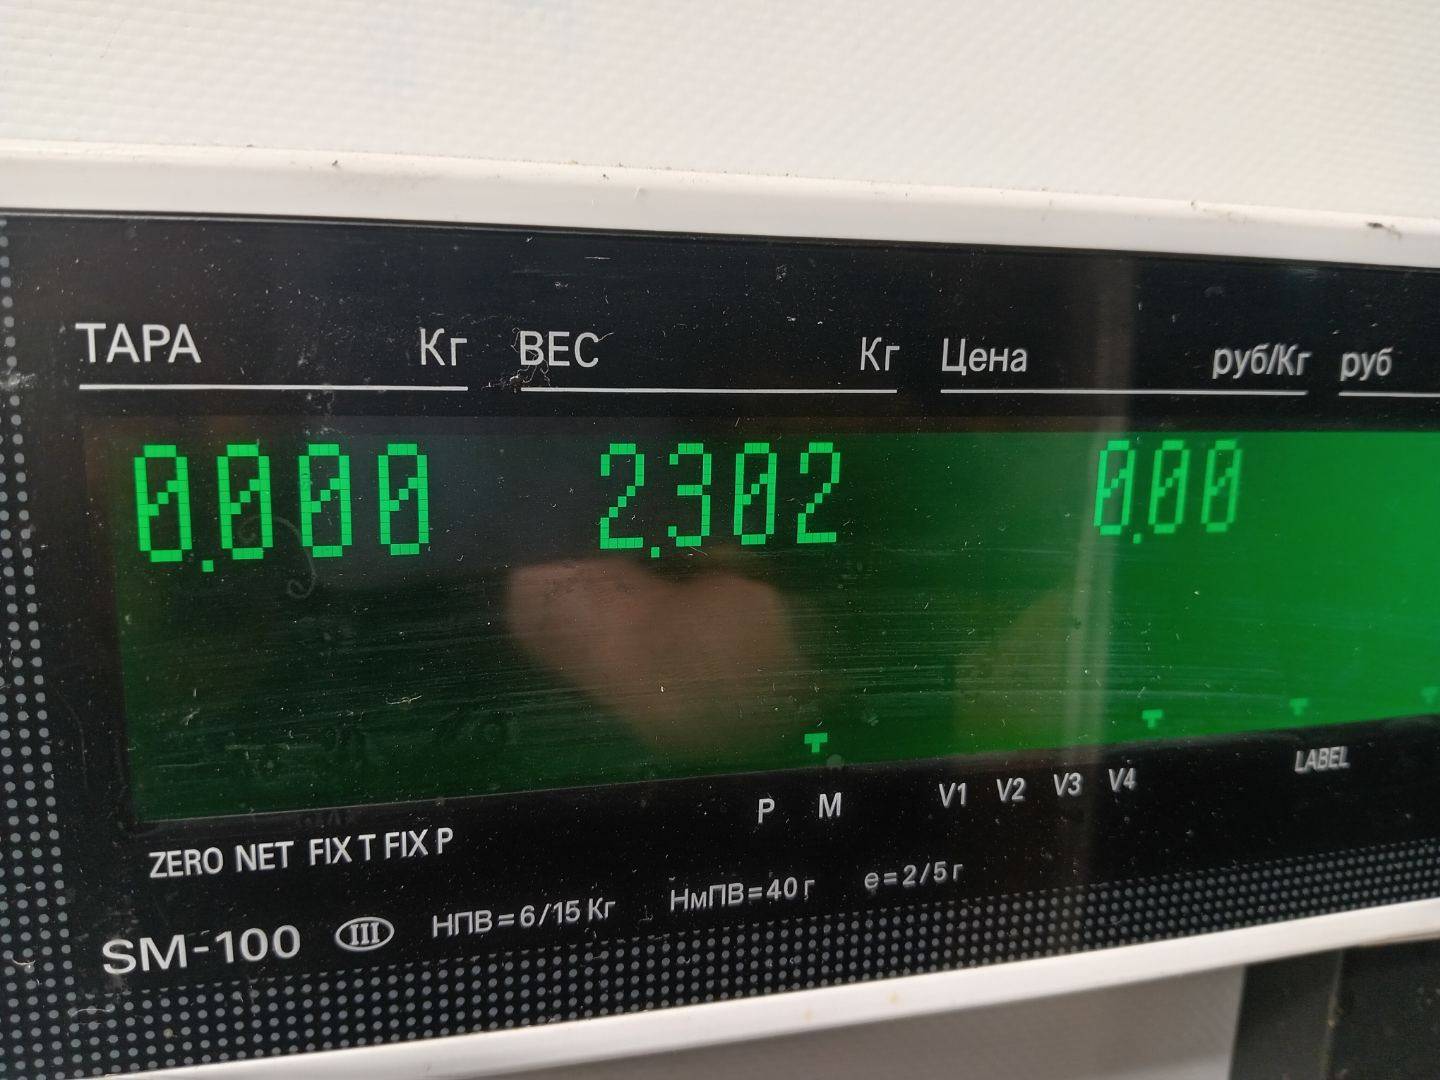 ТАРА Кг ВЕС Кг Цена руб/Кг руб
0.000 2.302 0.00
ZERO NET FIX T FIX P P M V1 V2 V3 V4 LABEL
SM-100 III НПВ=6/15 Кг НмПВ=40 г e=2/5 г